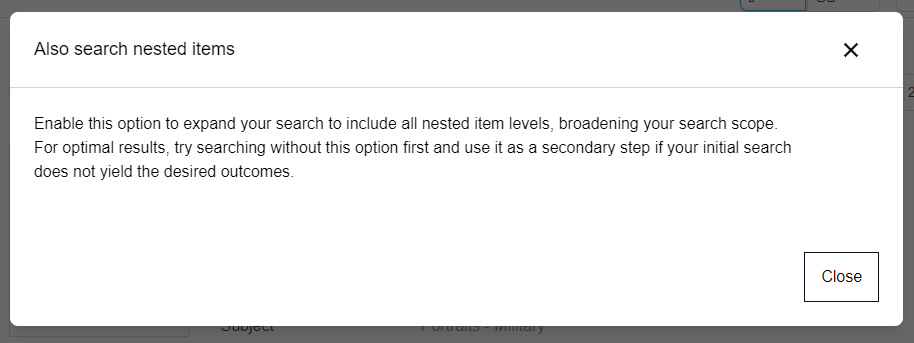 Also search nested items
Enable this option to expand your search to include all nested item levels, broadening your search scope.
For optimal results, try searching without this option first and use it as a secondary step if your initial search
does not yield the desired outcomes.
Close
Subject Portraits - Military